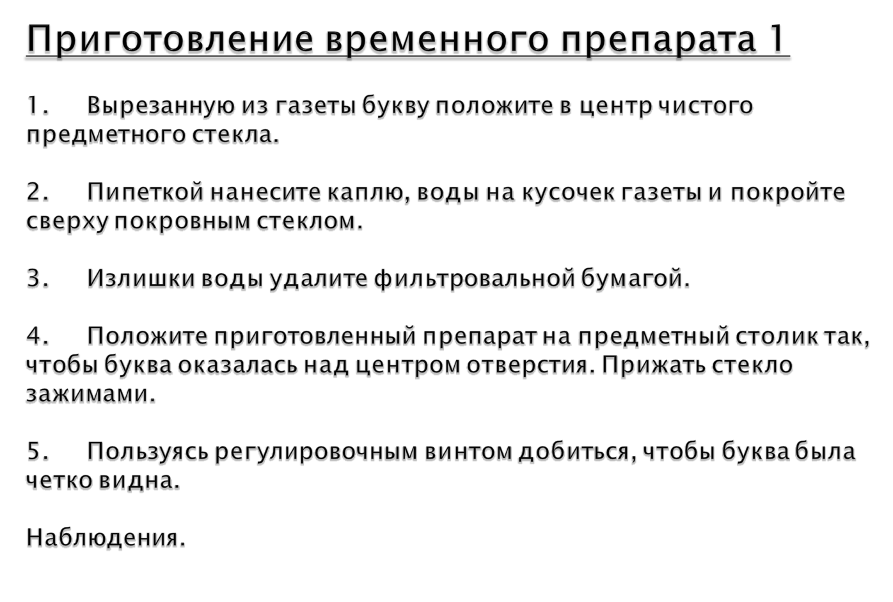 Приготовление временного препарата 1
1. Вырезанную из газеты букву положите в центр чистого
предметного стекла.
2. Пипеткой нанесите каплю, воды на кусочек газеты и покройте
сверху покровным стеклом.
3. Излишки воды удалите фильтровальной бумагой.
4. Положите приготовленный препарат на предметный столик так,
чтобы буква оказалась над центром отверстия. Прижать стекло
зажимами.
5. Пользуясь регулировочным винтом добиться, чтобы буква была
четко видна.
Наблюдения.